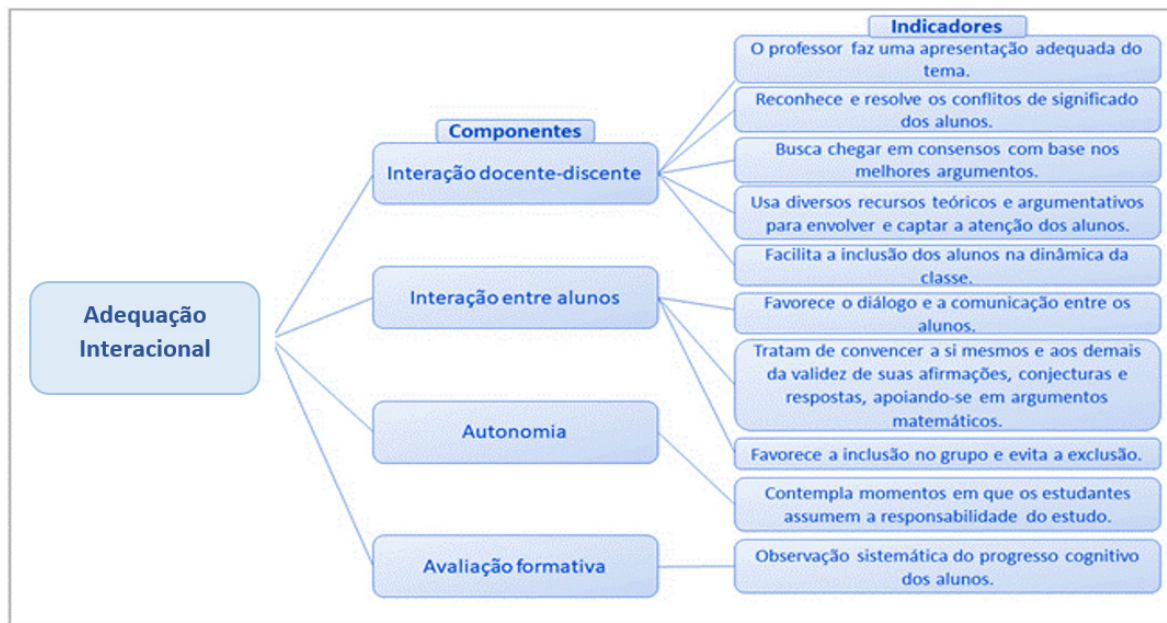 Indicadores
O professor faz uma apresentação adequada do
tema.
Reconhece e resolve os conflitos de significado
dos alunos.
Componentes
Busca chegar em consensos com base nos
melhores argumentos.
Interação docente-discente
Usa diversos recursos teóricos e argumentativos
para envolver e captar a atenção dos alunos.
Facilita a inclusão dos alunos na dinâmica da
classe.
Interação entre alunos
Favorece o diálogo e a comunicação entre os
alunos.
Adequação
Interacional
Tratam de convencer a si mesmos e aos demais
da validez de suas afirmações, conjecturas e
respostas, apoiando-se em argumentos
matemáticos.
Autonomia
Favorece a inclusão no grupo e evita a exclusão.
Contempla momentos em que os estudantes
assumem a responsabilidade do estudo.
Avaliação formativa
Observação sistemática do progresso cognitivo
dos alunos.